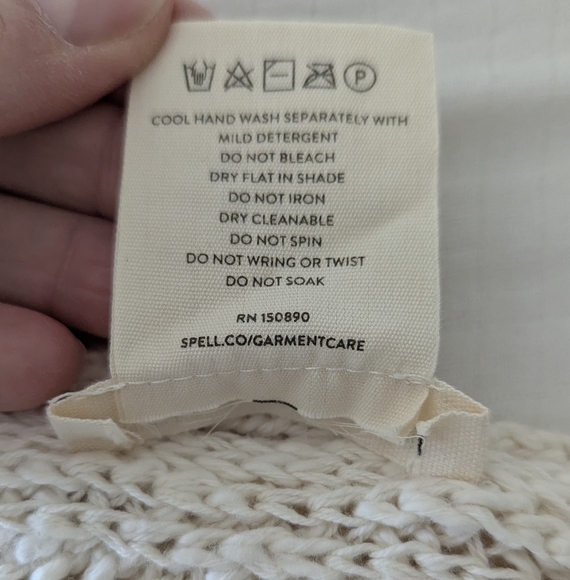 P
COOL HAND WASH SEPARATELY WITH
MILD DETERGENT
DO NOT BLEACH
DRY FLAT IN SHADE
DO NOT IRON
DRY CLEANABLE
DO NOT SPIN
DO NOT WRING OR TWIST
DO NOT SOAK
RN 150890
SPELL.CO/GARMENTCARE